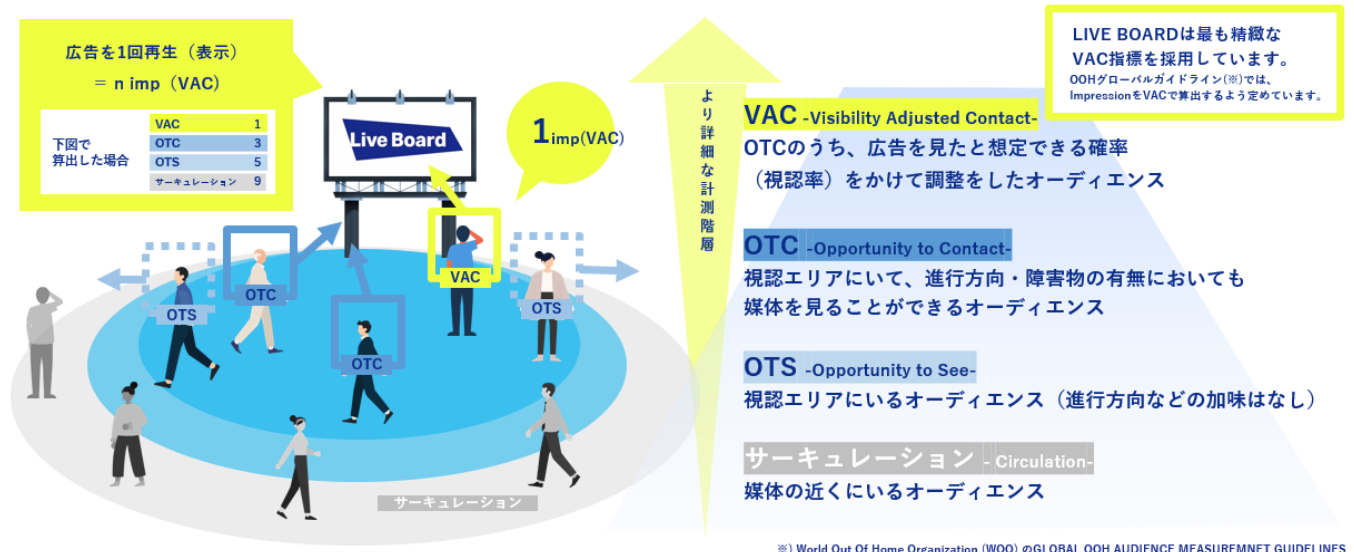 広告を1回再生（表示）
＝ n imp（VAC）
下図で
算出した場合
VAC 1
OTC 3
OTS 5
サーキュレーション 9
Live Board
1imp(VAC)
OTS
OTC
OTC
VAC
OTS
サーキュレーション
より詳細な計測階層
LIVE BOARDは最も精緻な
VAC指標を採用しています。
OOHグローバルガイドライン(※)では、
ImpressionをVACで算出するよう定めています。
VAC -Visibility Adjusted Contact-
OTCのうち、広告を見たと想定できる確率
（視認率）をかけて調整をしたオーディエンス
OTC -Opportunity to Contact-
視認エリアにいて、進行方向・障害物の有無においても
媒体を見ることができるオーディエンス
OTS -Opportunity to See-
視認エリアにいるオーディエンス（進行方向などの加味はなし）
サーキュレーション - Circulation-
媒体の近くにいるオーディエンス
※）World Out Of Home Organization (WOO) のGLOBAL OOH AUDIENCE MEASUREMNET GUIDELINES